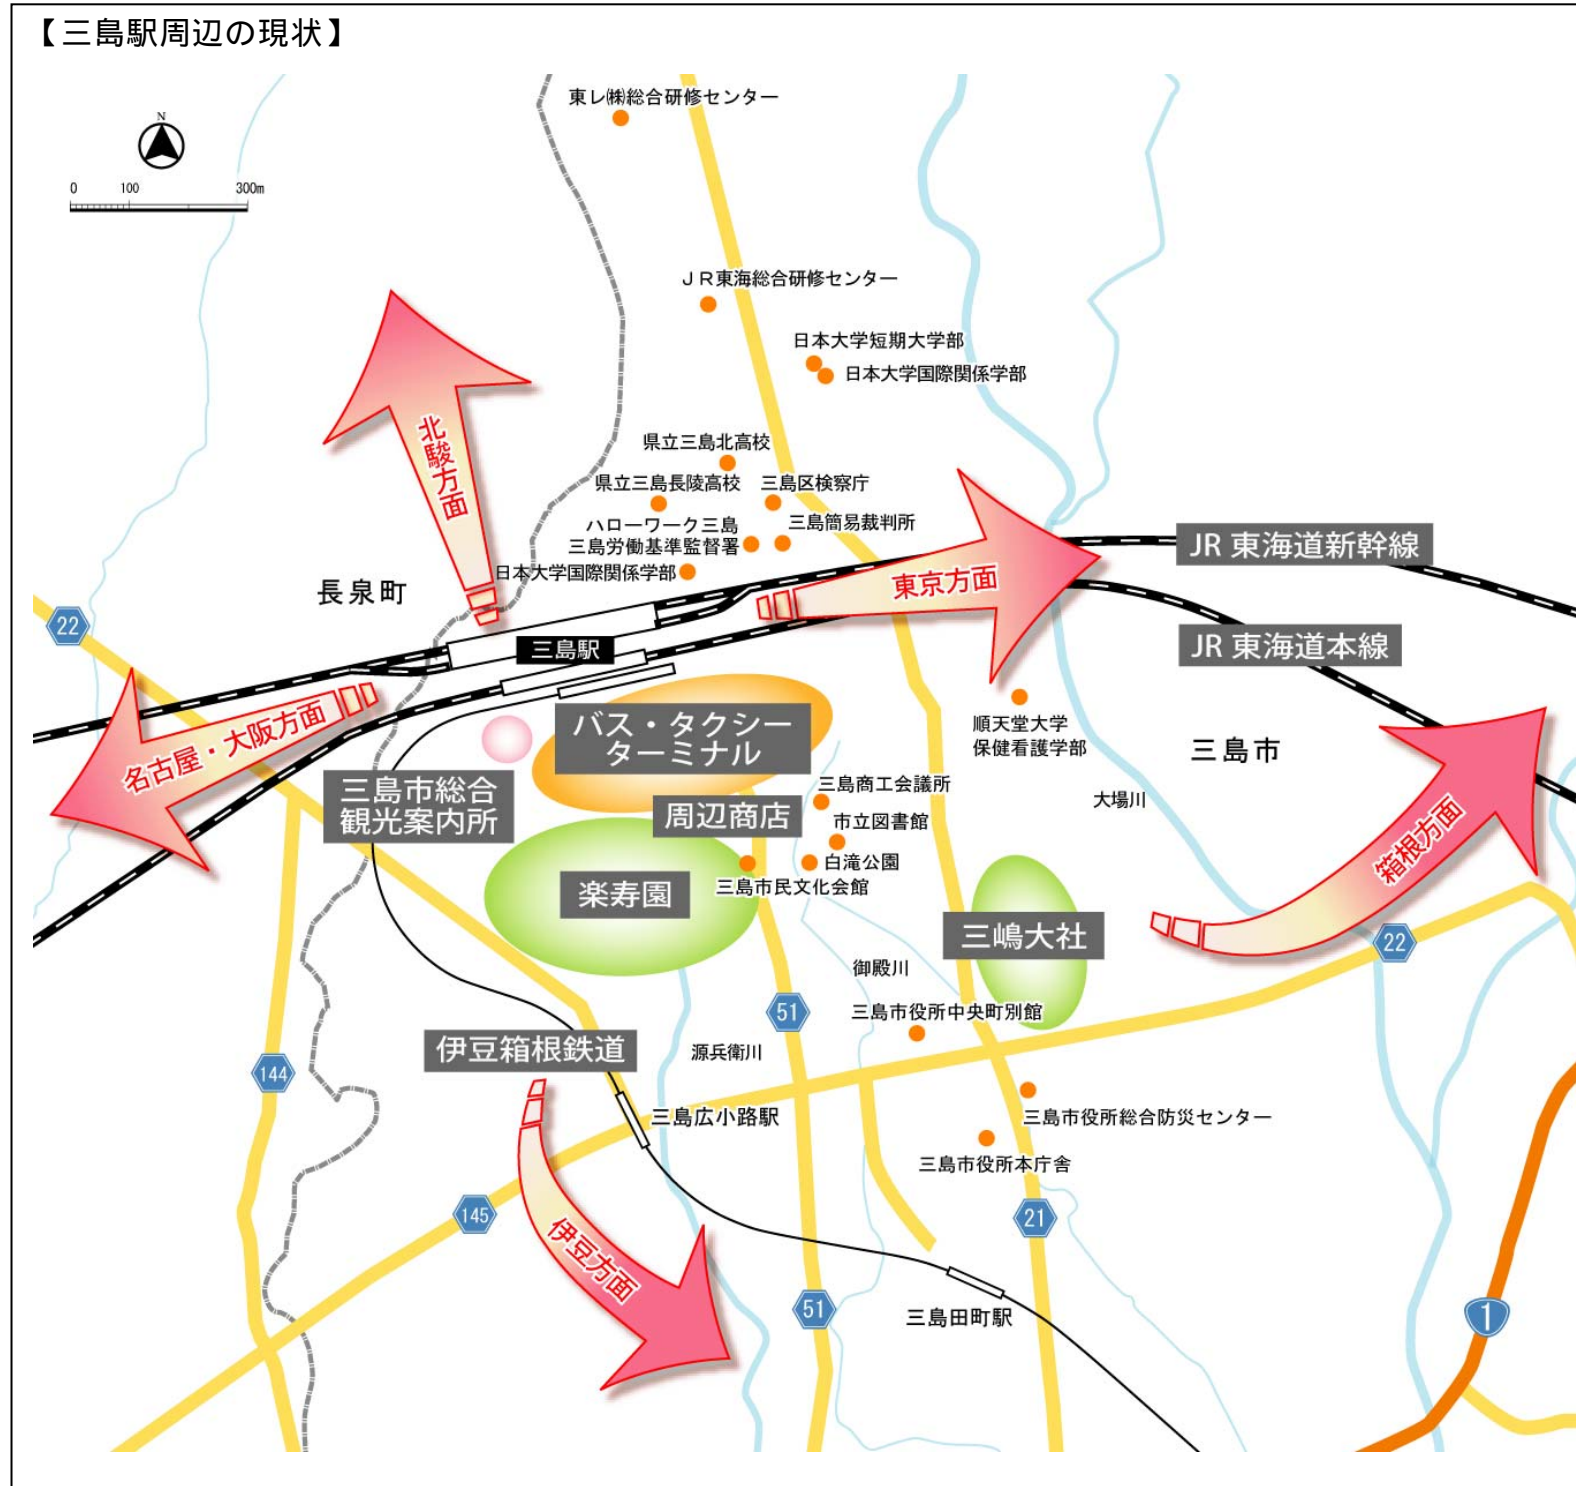 【三島駅周辺の現状】
東レ㈱総合研修センター
N
0 100 300m
JR東海総合研修センター
日本大学短期大学部
日本大学国際関係学部
北駿方面
県立三島北高校
県立三島長陵高校
三島区検察庁
ハローワーク三島
三島簡易裁判所
三島労働基準監督署
日本大学国際関係学部
JR 東海道新幹線
東京方面
長泉町
22
三島駅
JR 東海道本線
名古屋・大阪方面
バス・タクシー
ターミナル
順天堂大学
保健看護学部
三島市
三島市総合
観光案内所
三島商工会議所
大場川
周辺商店
市立図書館
箱根方面
白滝公園
三島市民文化会館
楽寿園
三嶋大社
22
御殿川
51
三島市役所中央町別館
伊豆箱根鉄道
源兵衛川
144
三島広小路駅
三島市役所総合防災センター
三島市役所本庁舎
145
21
伊豆方面
51
三島田町駅
1